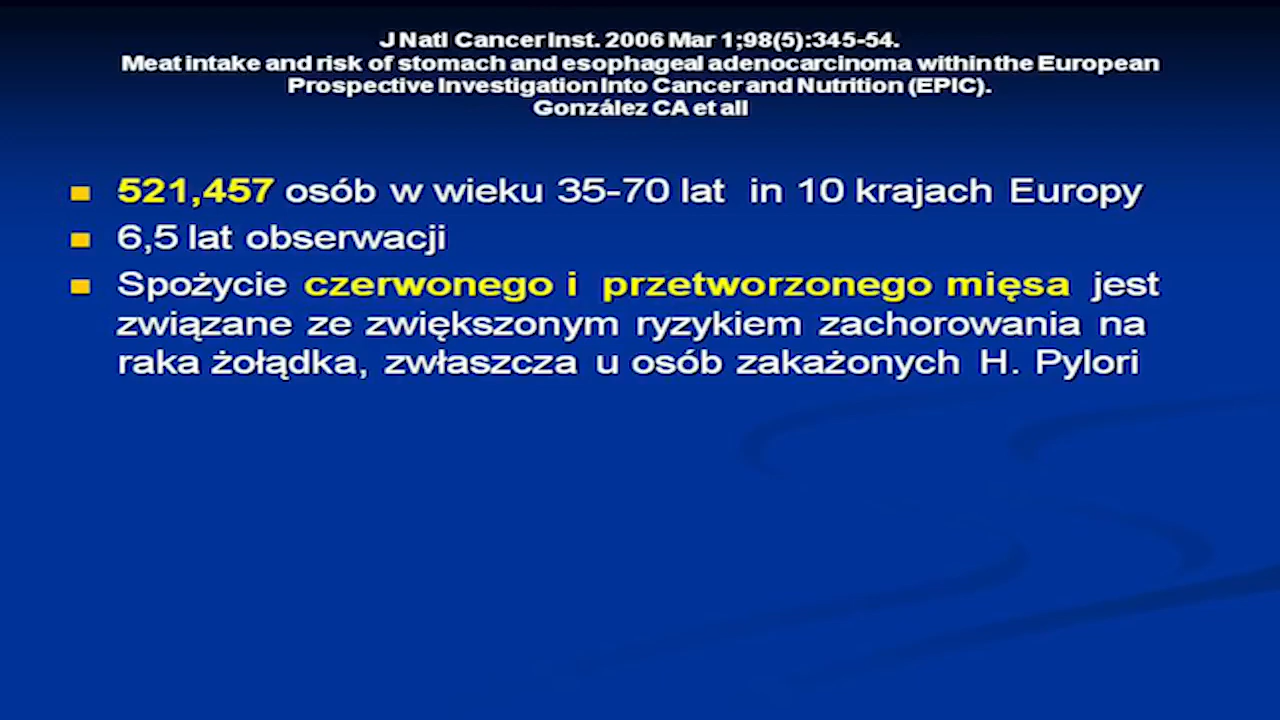 J Natl Cancer Inst. 2006 Mar 1;98(5):345-54.
Meat intake and risk of stomach and esophageal adenocarcinoma within the European
Prospective Investigation Into Cancer and Nutrition (EPIC).
González CA et all
521,457 osób w wieku 35-70 lat in 10 krajach Europy
6,5 lat obserwacji
Spożycie czerwonego i przetworzonego mięsa jest
związane ze zwiększonym ryzykiem zachorowania na
raka żołądka, zwłaszcza u osób zakażonych H. Pylori